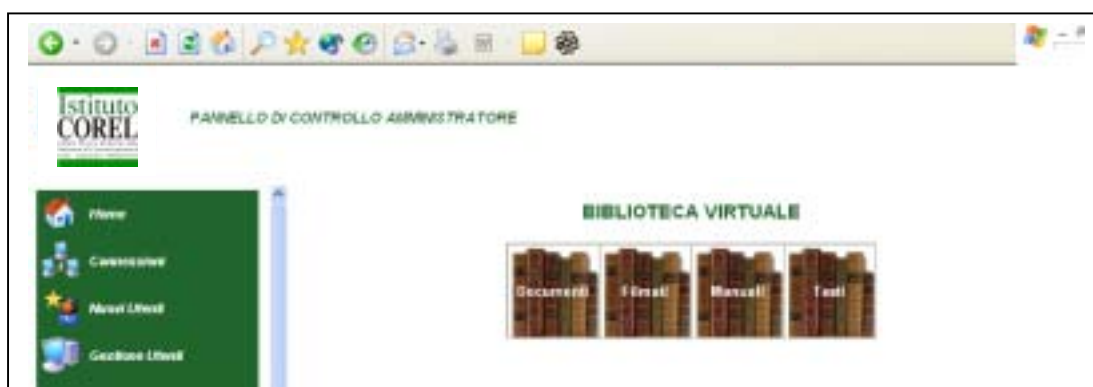 Istituto
COREL
PANNELLO DI CONTROLLO AMMINISTRATORE
Home
Connessioni
Nuovi Utenti
Gestione Utenti
BIBLIOTECA VIRTUALE
Documenti Filmati Manuali Testi